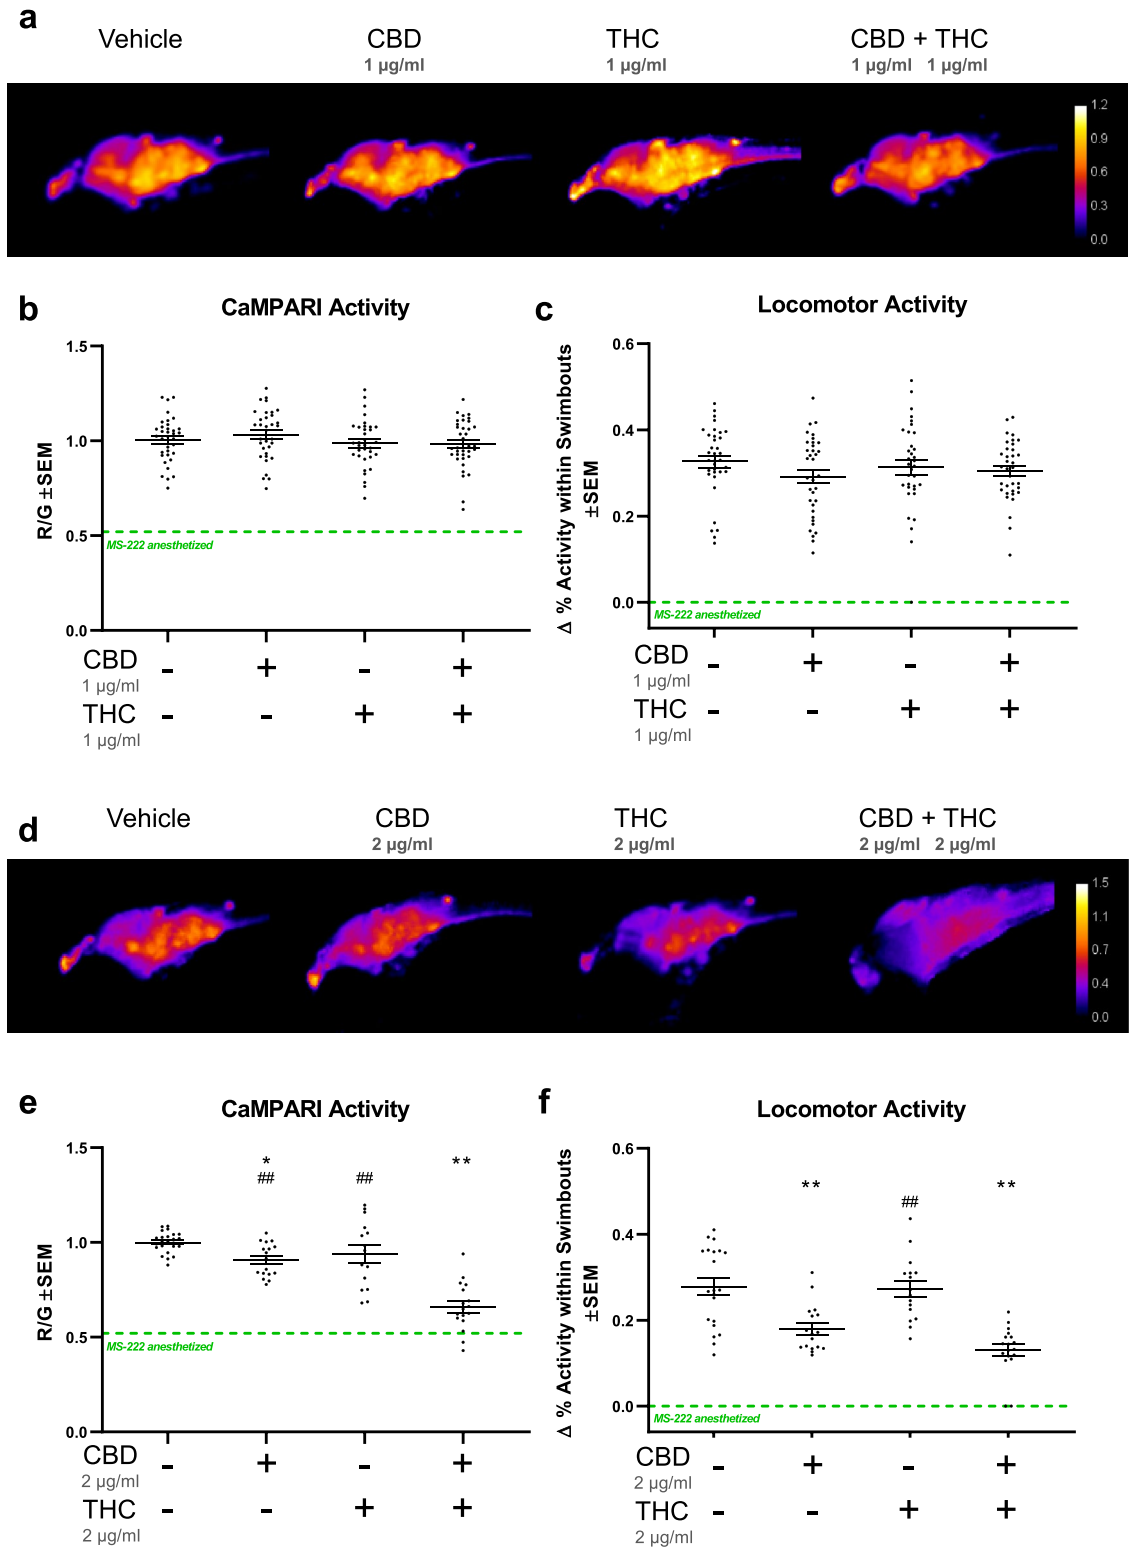 a
Vehicle CBD THC CBD + THC
1 µg/ml 1 µg/ml 1 µg/ml 1 µg/ml
1.2
0.9
0.6
0.3
0.0
b
CaMPARI Activity
R/G ±SEM
1.5
1.0
0.5
0.0
MS-222 anesthetized
CBD - + - +
1 µg/ml
THC - - + +
1 µg/ml
c
Locomotor Activity
Δ % Activity within Swimbouts
±SEM
0.6
0.4
0.2
0.0
MS-222 anesthetized
CBD - + - +
1 µg/ml
THC - - + +
1 µg/ml
d
Vehicle CBD THC CBD + THC
2 µg/ml 2 µg/ml 2 µg/ml 2 µg/ml
1.5
1.1
0.7
0.4
0.0
e
CaMPARI Activity
R/G ±SEM
1.5
1.0
0.5
0.0
* **
## ##
MS-222 anesthetized
CBD - + - +
2 µg/ml
THC - - + +
2 µg/ml
f
Locomotor Activity
Δ % Activity within Swimbouts
±SEM
0.6
0.4
0.2
0.0
** **
##
MS-222 anesthetized
CBD - + - +
2 µg/ml
THC - - + +
2 µg/ml